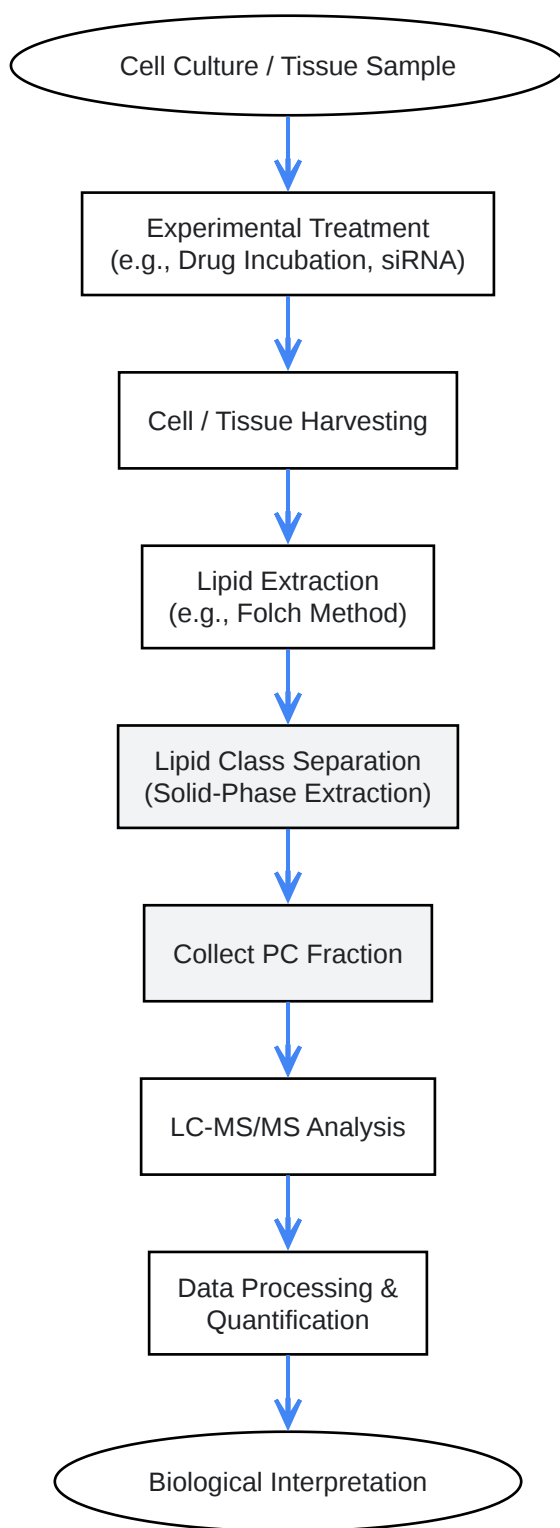 Cell Culture / Tissue Sample
Experimental Treatment
(e.g., Drug Incubation, siRNA)
Cell / Tissue Harvesting
Lipid Extraction
(e.g., Folch Method)
Lipid Class Separation
(Solid-Phase Extraction)
Collect PC Fraction
LC-MS/MS Analysis
Data Processing &
Quantification
Biological Interpretation